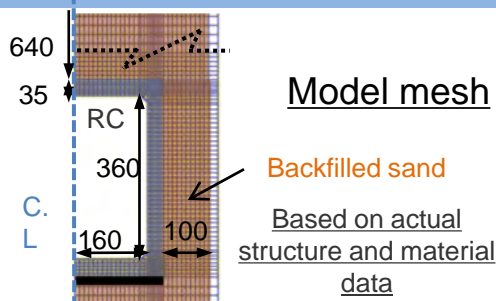 640
35
RC
Model mesh
360
Backfilled sand
C.
L
160
100
Based on actual
structure and material
data